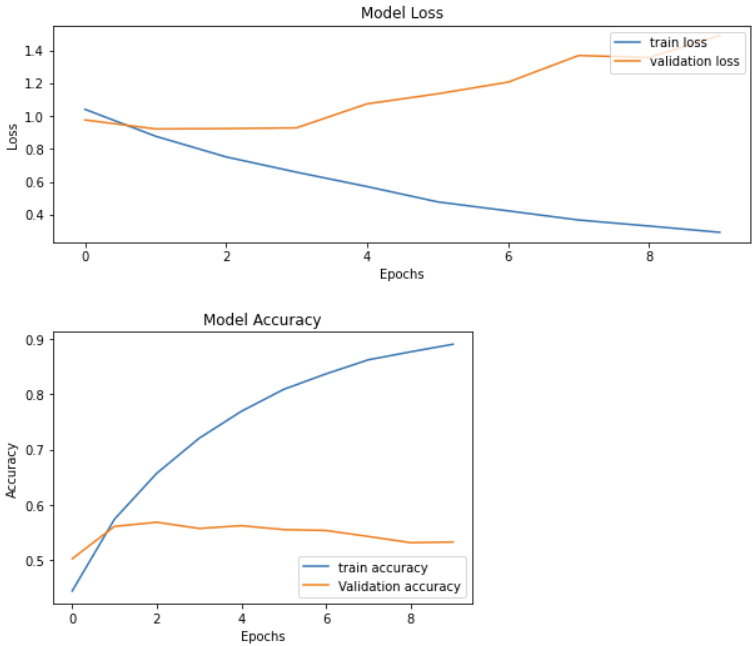 Model Loss
1.4
1.2
1.0
0.8
0.6
0.4
Loss
train loss
validation loss
0 2 4 6 8
Epochs
Model Accuracy
0.9
0.8
0.7
0.6
0.5
Accuracy
train accuracy
Validation accuracy
0 2 4 6 8
Epochs